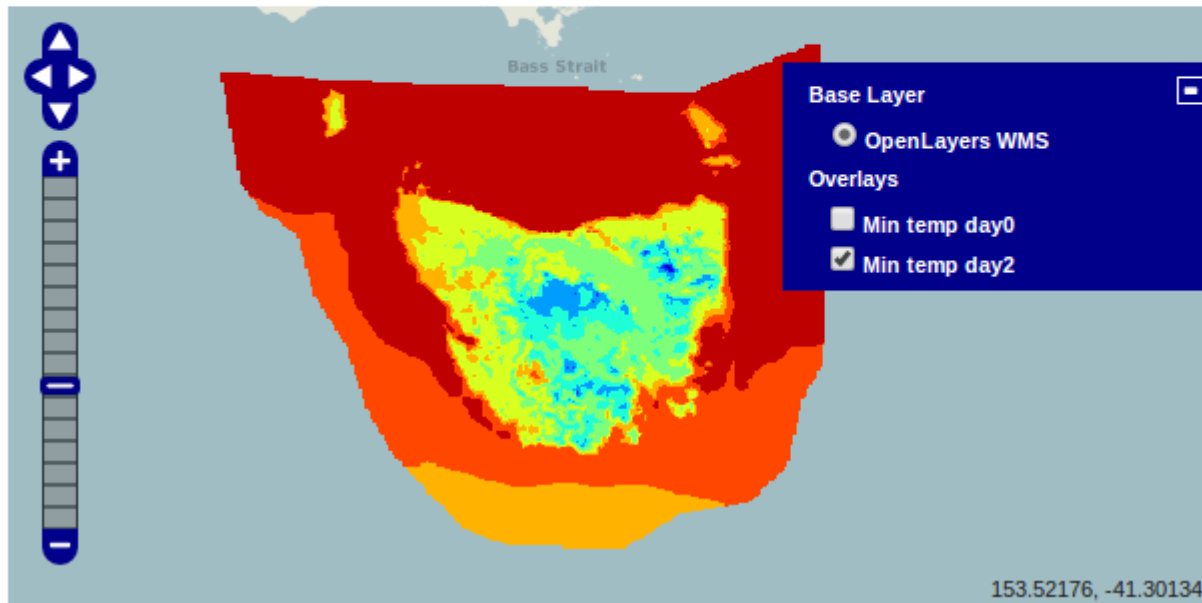 Bass Strait
Base Layer
OpenLayers WMS
Overlays
Min temp day0
Min temp day2
153.52176, -41.30134